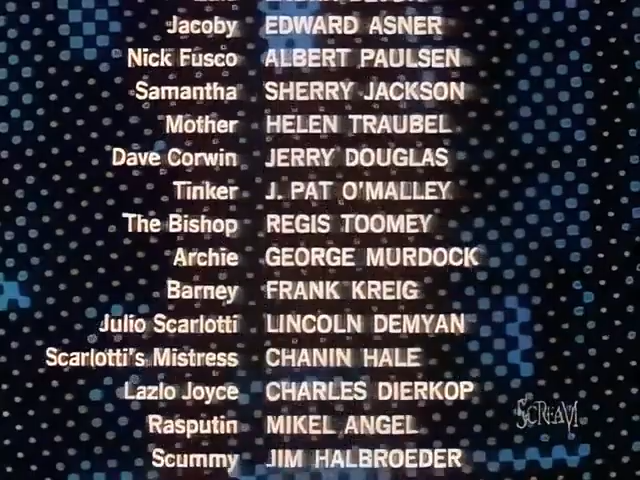 Jacoby EDWARD ASNER
Nick Fusco ALBERT PAULSEN
Samantha SHERRY JACKSON
Mother HELEN TRAUBEL
Dave Corwin JERRY DOUGLAS
Tinker J. PAT O'MALLEY
The Bishop REGIS TOOMEY
Archie GEORGE MURDOCK
Barney FRANK KREIG
Julio Scarlotti LINCOLN DEMYAN
Scarlotti's Mistress CHANIN HALE
Lazlo Joyce CHARLES DIERKOP
SCREAM
Rasputin MIKEL ANGEL
Scummy JIM HALBROEDER